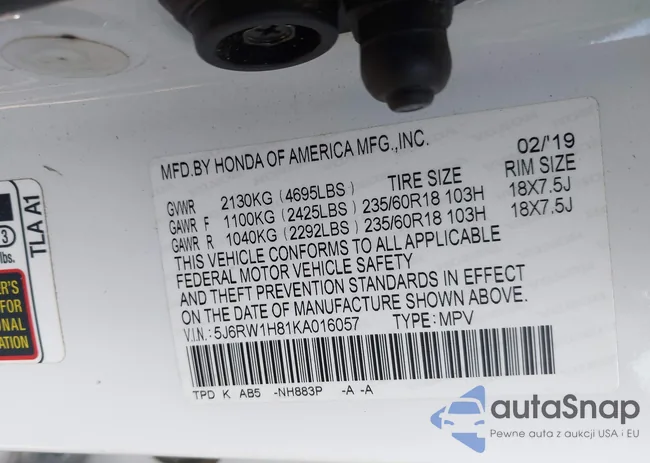 MFD.BY HONDA OF AMERICA MFG.,INC. 02/'19
TIRE SIZE RIM SIZE
GVWR 2130KG (4695LBS)
GAWR F 1100KG (2425LBS) 235/60R18 103H 18X7.5J
GAWR R 1040KG (2292LBS) 235/60R18 103H 18X7.5J
THIS VEHICLE CONFORMS TO ALL APPLICABLE
FEDERAL MOTOR VEHICLE SAFETY
AND THEFT PREVENTION STANDARDS IN EFFECT
ON THE DATE OF MANUFACTURE SHOWN ABOVE.
V.I.N.: 5J6RW1H81KA016057 TYPE: MPV
TPD K AB5 -NH883P -A -A
TLA A1
3
lbs.
autaSnap
Pewne auta z aukcji USA i EU